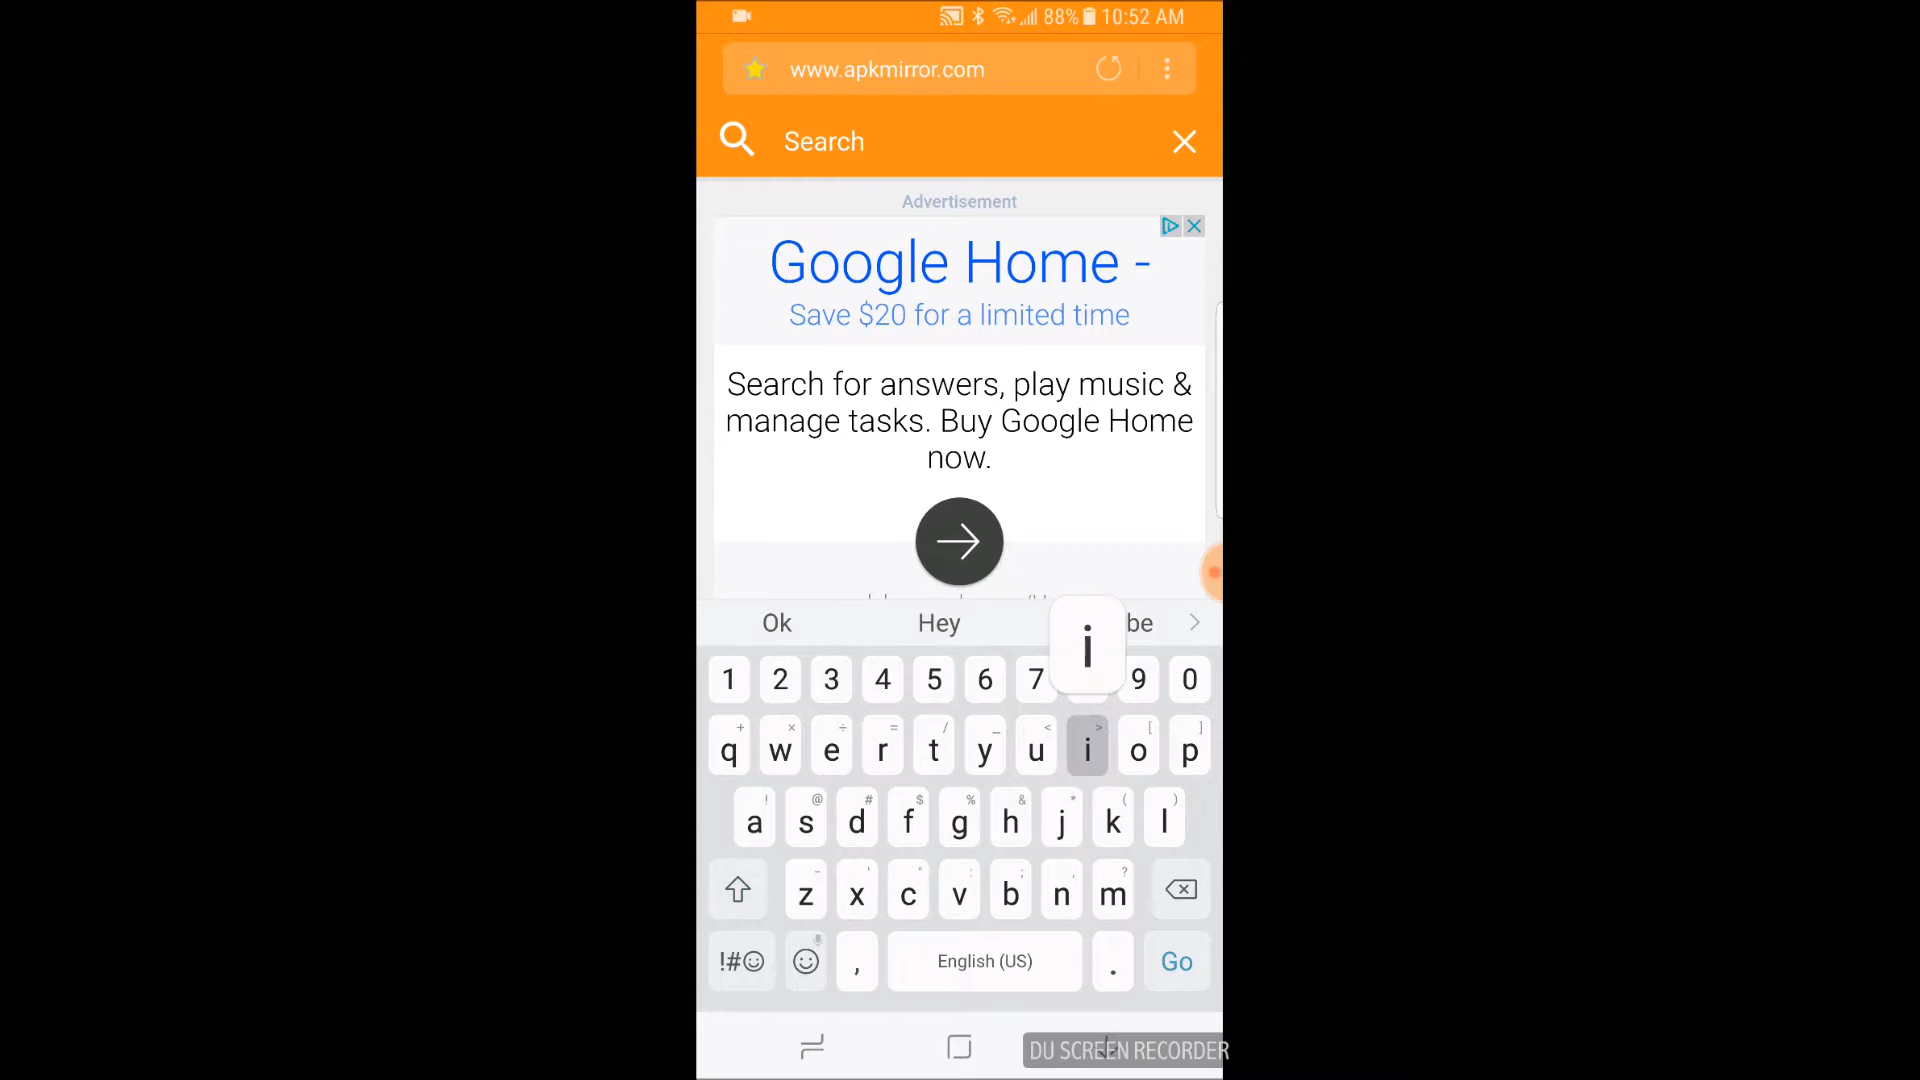 88% 10:52 AM
www.apkmirror.com
Search
Advertisement
Google Home -
Save $20 for a limited time
Search for answers, play music &
manage tasks. Buy Google Home
now.
Ok Hey be
i
1 2 3 4 5 6 7 9 0
+ × ÷ = / _ < > [ ]
q w e r t y u i o p
! @ # $ % & * ( )
a s d f g h j k l
- ' " : ; , ?
z x c v b n m
!#☺ , English (US) . Go
DU SCREEN RECORDER